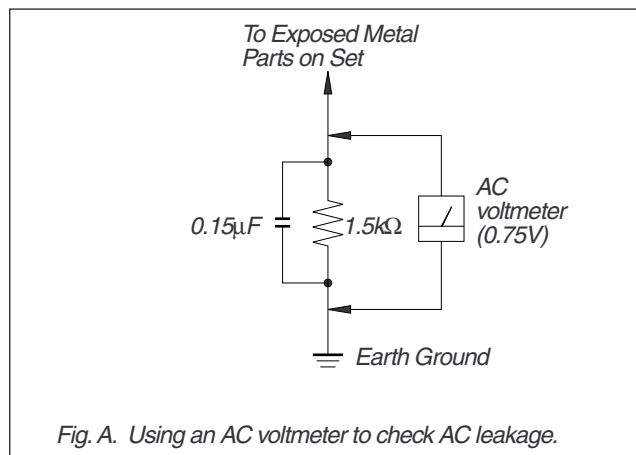 To Exposed Metal
Parts on Set
0.15μF
1.5kΩ
AC
voltmeter
(0.75V)
Earth Ground
Fig. A. Using an AC voltmeter to check AC leakage.